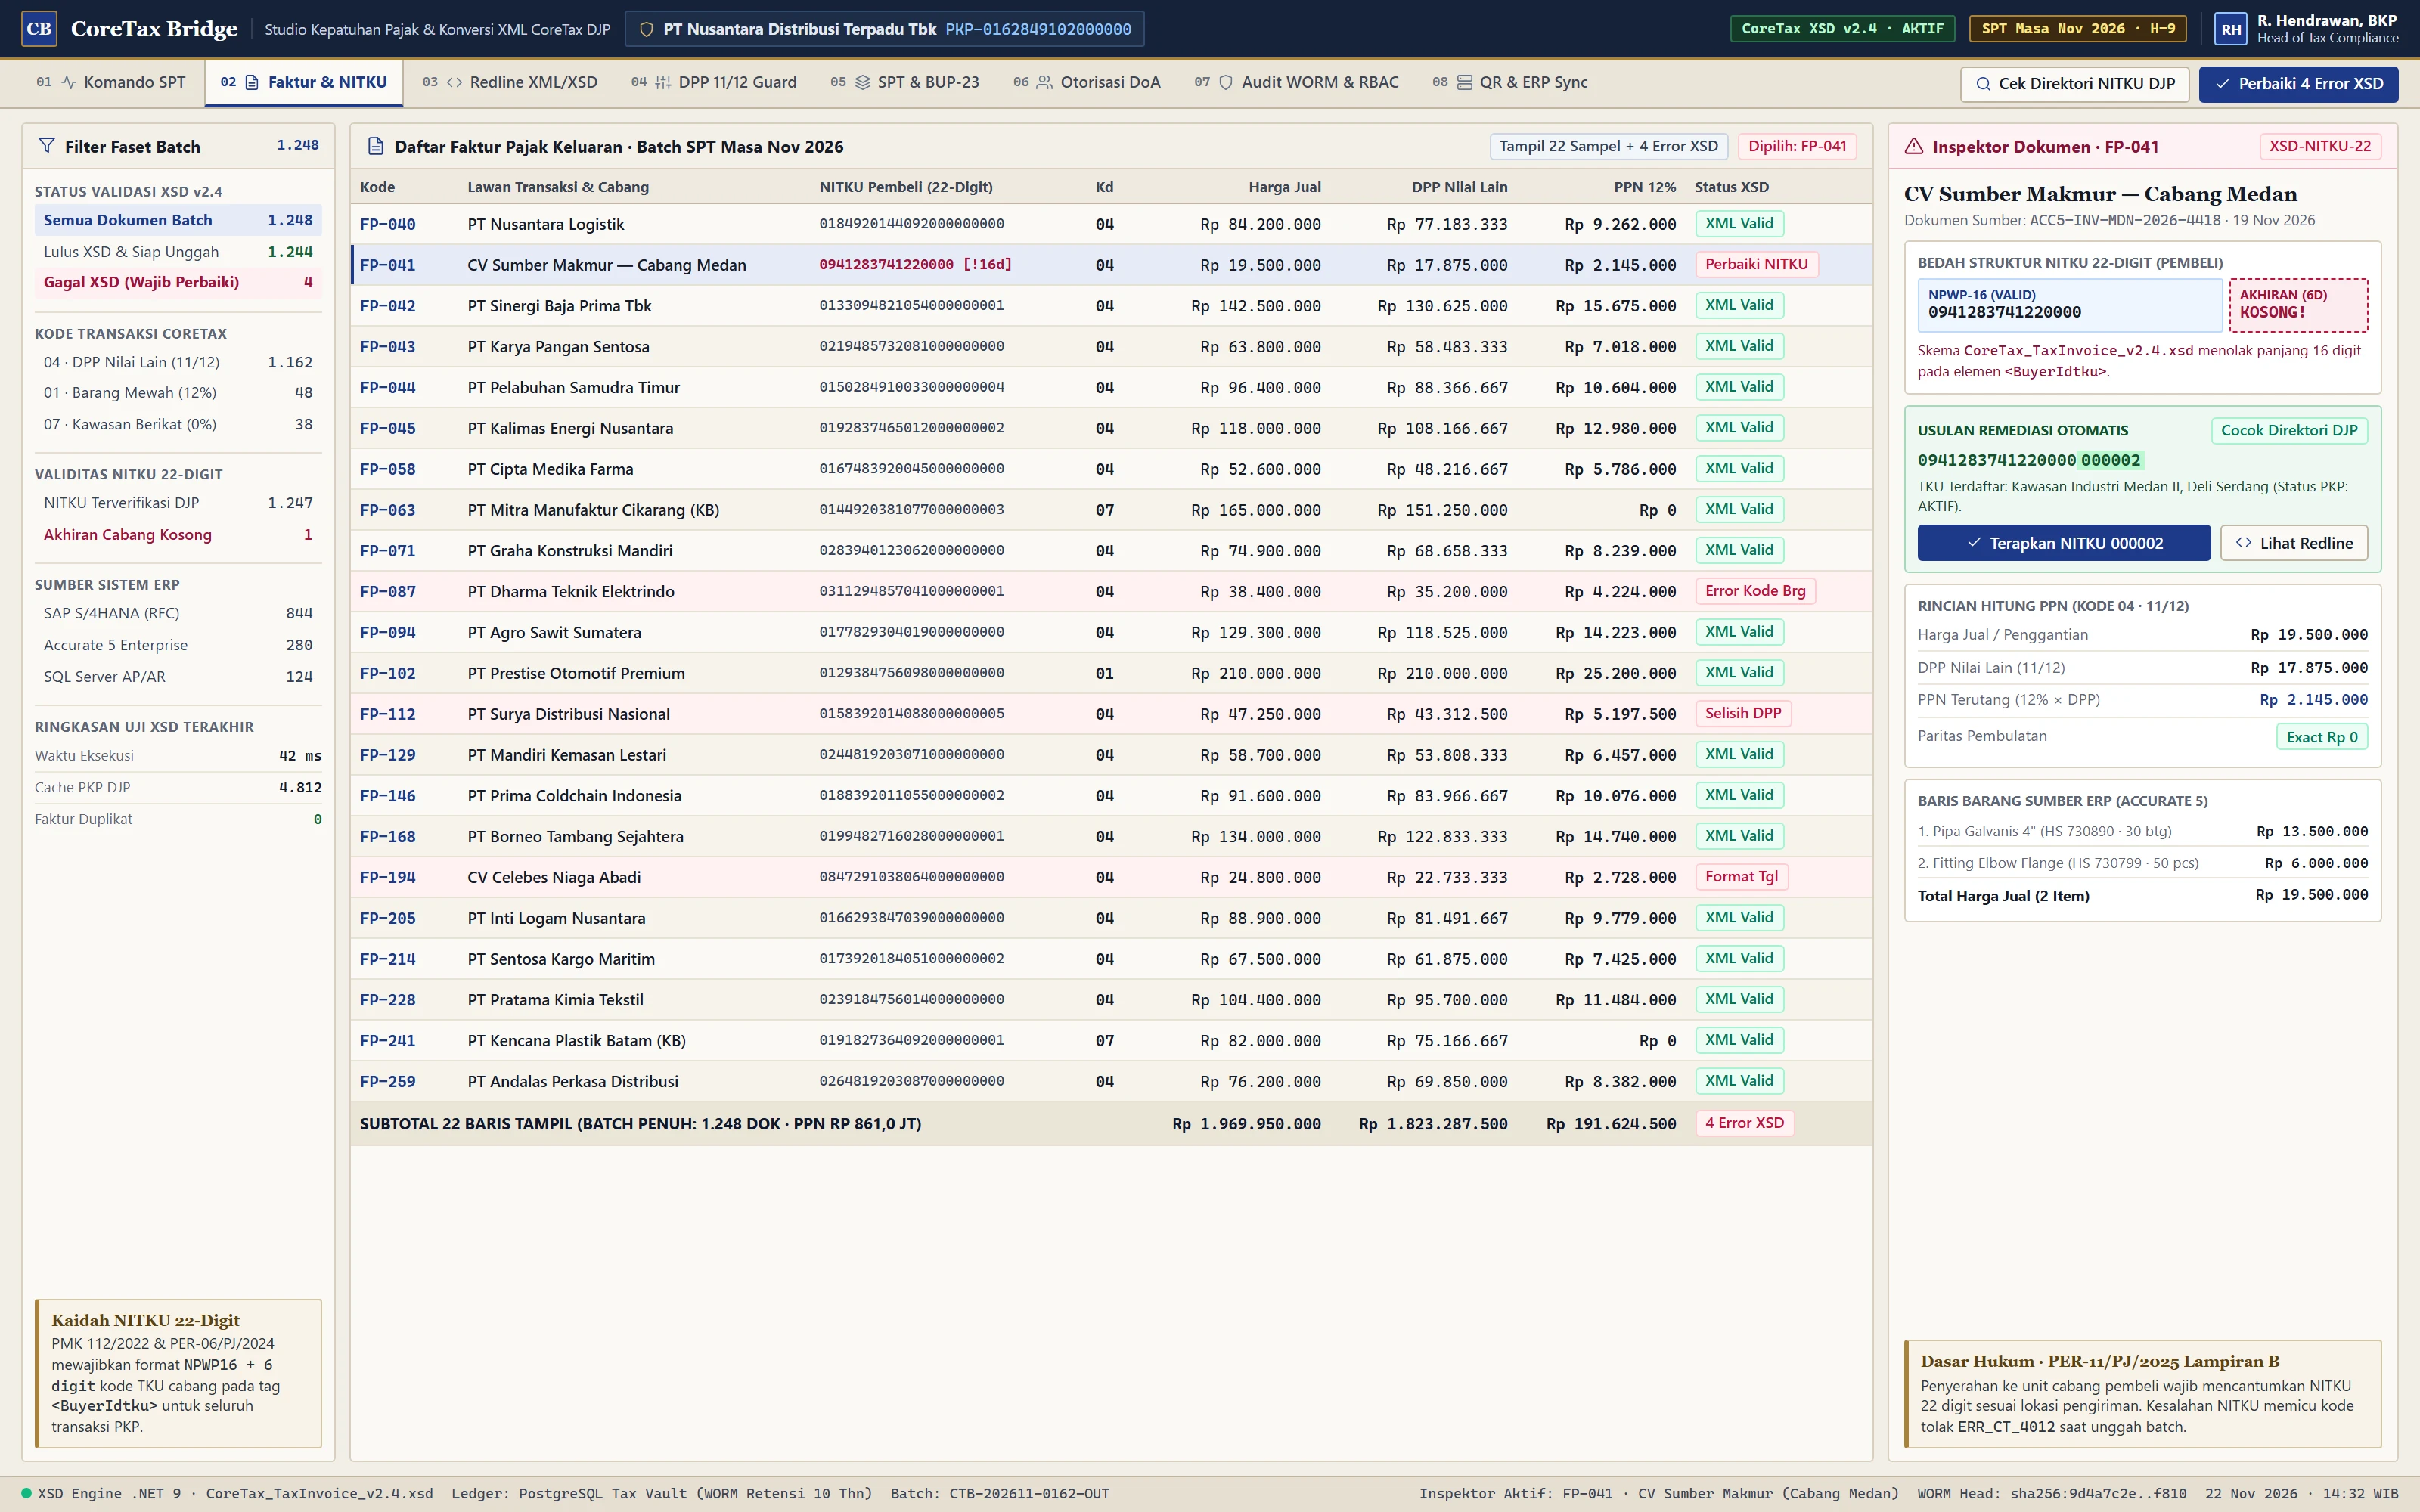 CB CoreTax Bridge Studio Kepatuhan Pajak & Konversi XML CoreTax DJP PT Nusantara Distribusi Terpadu Tbk PKP-0162849102000000 CoreTax XSD v2.4 · AKTIF SPT Masa Nov 2026 · H-9 RH R. Hendrawan, BKP
Head of Tax Compliance
01 Komando SPT 02 Faktur & NITKU 03 Redline XML/XSD 04 DPP 11/12 Guard 05 SPT & BUP-23 06 Otorisasi DoA 07 Audit WORM & RBAC 08 QR & ERP Sync Cek Direktori NITKU DJP Perbaiki 4 Error XSD
Filter Faset Batch 1.248
STATUS VALIDASI XSD v2.4
Semua Dokumen Batch 1.248
Lulus XSD & Siap Unggah 1.244
Gagal XSD (Wajib Perbaiki) 4
KODE TRANSAKSI CORETAX
04 · DPP Nilai Lain (11/12) 1.162
01 · Barang Mewah (12%) 48
07 · Kawasan Berikat (0%) 38
VALIDITAS NITKU 22-DIGIT
NITKU Terverifikasi DJP 1.247
Akhiran Cabang Kosong 1
SUMBER SISTEM ERP
SAP S/4HANA (RFC) 844
Accurate 5 Enterprise 280
SQL Server AP/AR 124
RINGKASAN UJI XSD TERAKHIR
Waktu Eksekusi 42 ms
Cache PKP DJP 4.812
Faktur Duplikat 0
Kaidah NITKU 22-Digit
PMK 112/2022 & PER-06/PJ/2024
mewajibkan format NPWP16 + 6
digit kode TKU cabang pada tag
<BuyerIdtku> untuk seluruh
transaksi PKP.
Daftar Faktur Pajak Keluaran · Batch SPT Masa Nov 2026 Tampil 22 Sampel + 4 Error XSD Dipilih: FP-041
Kode Lawan Transaksi & Cabang NITKU Pembeli (22-Digit) Kd Harga Jual DPP Nilai Lain PPN 12% Status XSD
FP-040 PT Nusantara Logistik 0184920144092000000000 04 Rp 84.200.000 Rp 77.183.333 Rp 9.262.000 XML Valid
FP-041 CV Sumber Makmur — Cabang Medan 0941283741220000 [!16d] 04 Rp 19.500.000 Rp 17.875.000 Rp 2.145.000 Perbaiki NITKU
FP-042 PT Sinergi Baja Prima Tbk 0133094821054000000001 04 Rp 142.500.000 Rp 130.625.000 Rp 15.675.000 XML Valid
FP-043 PT Karya Pangan Sentosa 0219485732081000000000 04 Rp 63.800.000 Rp 58.483.333 Rp 7.018.000 XML Valid
FP-044 PT Pelabuhan Samudra Timur 0150284910033000000004 04 Rp 96.400.000 Rp 88.366.667 Rp 10.604.000 XML Valid
FP-045 PT Kalimas Energi Nusantara 0192837465012000000002 04 Rp 118.000.000 Rp 108.166.667 Rp 12.980.000 XML Valid
FP-058 PT Cipta Medika Farma 0167483920045000000000 04 Rp 52.600.000 Rp 48.216.667 Rp 5.786.000 XML Valid
FP-063 PT Mitra Manufaktur Cikarang (KB) 0144920381077000000003 07 Rp 165.000.000 Rp 151.250.000 Rp 0 XML Valid
FP-071 PT Graha Konstruksi Mandiri 0283940123062000000000 04 Rp 74.900.000 Rp 68.658.333 Rp 8.239.000 XML Valid
FP-087 PT Dharma Teknik Elektrindo 0311294857041000000001 04 Rp 38.400.000 Rp 35.200.000 Rp 4.224.000 Error Kode Brg
FP-094 PT Agro Sawit Sumatera 0177829304019000000000 04 Rp 129.300.000 Rp 118.525.000 Rp 14.223.000 XML Valid
FP-102 PT Prestise Otomotif Premium 0129384756098000000000 01 Rp 210.000.000 Rp 210.000.000 Rp 25.200.000 XML Valid
FP-112 PT Surya Distribusi Nasional 0158392014088000000005 04 Rp 47.250.000 Rp 43.312.500 Rp 5.197.500 Selisih DPP
FP-129 PT Mandiri Kemasan Lestari 0244819203071000000000 04 Rp 58.700.000 Rp 53.808.333 Rp 6.457.000 XML Valid
FP-146 PT Prima Coldchain Indonesia 0188392011055000000002 04 Rp 91.600.000 Rp 83.966.667 Rp 10.076.000 XML Valid
FP-168 PT Borneo Tambang Sejahtera 0199482716028000000001 04 Rp 134.000.000 Rp 122.833.333 Rp 14.740.000 XML Valid
FP-194 CV Celebes Niaga Abadi 0847291038064000000000 04 Rp 24.800.000 Rp 22.733.333 Rp 2.728.000 Format Tgl
FP-205 PT Inti Logam Nusantara 0166293847039000000000 04 Rp 88.900.000 Rp 81.491.667 Rp 9.779.000 XML Valid
FP-214 PT Sentosa Kargo Maritim 0173920184051000000002 04 Rp 67.500.000 Rp 61.875.000 Rp 7.425.000 XML Valid
FP-228 PT Pratama Kimia Tekstil 0239184756014000000000 04 Rp 104.400.000 Rp 95.700.000 Rp 11.484.000 XML Valid
FP-241 PT Kencana Plastik Batam (KB) 0191827364092000000001 07 Rp 82.000.000 Rp 75.166.667 Rp 0 XML Valid
FP-259 PT Andalas Perkasa Distribusi 0264819203087000000000 04 Rp 76.200.000 Rp 69.850.000 Rp 8.382.000 XML Valid
SUBTOTAL 22 BARIS TAMPIL (BATCH PENUH: 1.248 DOK · PPN RP 861,0 JT) Rp 1.969.950.000 Rp 1.823.287.500 Rp 191.624.500 4 Error XSD
Inspektor Dokumen · FP-041 XSD-NITKU-22
CV Sumber Makmur — Cabang Medan
Dokumen Sumber: ACC5-INV-MDN-2026-4418 · 19 Nov 2026
BEDAH STRUKTUR NITKU 22-DIGIT (PEMBELI)
NPWP-16 (VALID) AKHIRAN (6D)
0941283741220000 KOSONG!
Skema CoreTax_TaxInvoice_v2.4.xsd menolak panjang 16 digit
pada elemen <BuyerIdtku>.
USULAN REMEDIASI OTOMATIS Cocok Direktori DJP
0941283741220000 000002
TKU Terdaftar: Kawasan Industri Medan II, Deli Serdang (Status PKP:
AKTIF).
Terapkan NITKU 000002 Lihat Redline
RINCIAN HITUNG PPN (KODE 04 · 11/12)
Harga Jual / Penggantian Rp 19.500.000
DPP Nilai Lain (11/12) Rp 17.875.000
PPN Terutang (12% × DPP) Rp 2.145.000
Paritas Pembulatan Exact Rp 0
BARIS BARANG SUMBER ERP (ACCURATE 5)
1. Pipa Galvanis 4" (HS 730890 · 30 btg) Rp 13.500.000
2. Fitting Elbow Flange (HS 730799 · 50 pcs) Rp 6.000.000
Total Harga Jual (2 Item) Rp 19.500.000
Dasar Hukum · PER-11/PJ/2025 Lampiran B
Penyerahan ke unit cabang pembeli wajib mencantumkan NITKU
22 digit sesuai lokasi pengiriman. Kesalahan NITKU memicu kode
tolak ERR_CT_4012 saat unggah batch.
XSD Engine .NET 9 · CoreTax_TaxInvoice_v2.4.xsd Ledger: PostgreSQL Tax Vault (WORM Retensi 10 Thn) Batch: CTB-202611-0162-OUT Inspektor Aktif: FP-041 · CV Sumber Makmur (Cabang Medan) WORM Head: sha256:9d4a7c2e..f810 22 Nov 2026 · 14:32 WIB